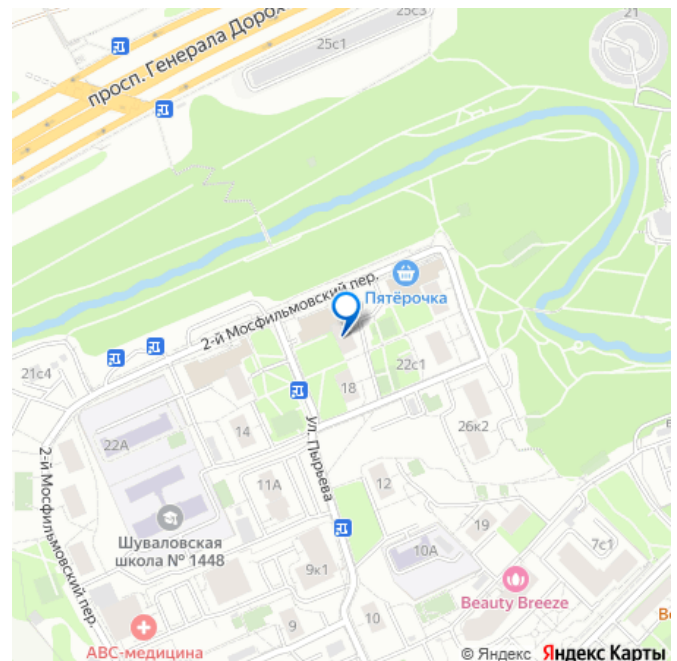 21
25с3
25с1
просп. Генерала Дорох
2-й Мосфильмовский пер.
Пятёрочка
21с4
22с1
18
14
26к2
ул. Пырьева
22А
2-й Мосфильмовский пер.
11А
12
19
Шуваловская
школа № 1448
10А
7с1
9к1
Beauty Breeze
9
10
АВС-медицина
© Яндекс Яндекс Карты